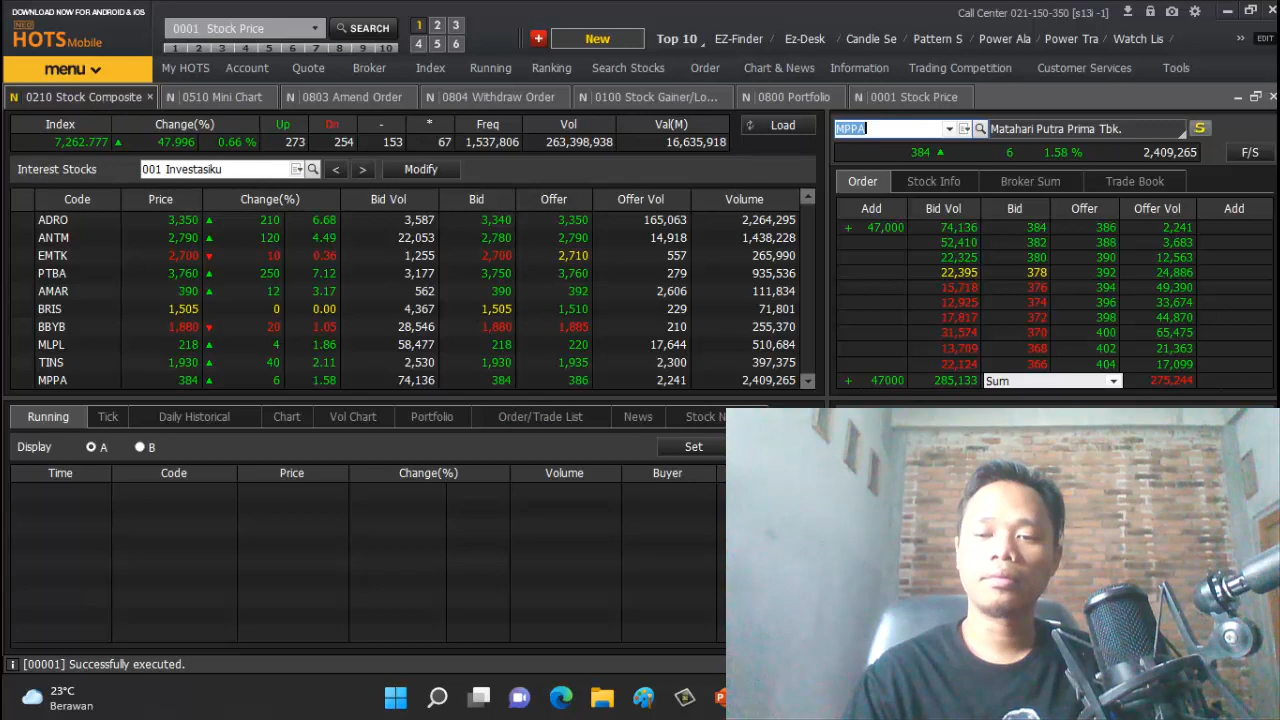 DOWNLOAD NOW FOR ANDROID & iOS
NEO
HOTS Mobile
menu
0001 Stock Price
SEARCH
1 2 3 4 5 6 7 8 9 10
1 2 3
4 5 6
Call Center 021-150-350 [s13i -1]
New
Top 10
EZ-Finder
Ez-Desk
Candle Se
Pattern S
Power Ala
Power Tra
Watch Lis
EDIT
My HOTS Account Quote Broker Index Running Ranking Search Stocks Order Chart & News Information Trading Competition Customer Services Tools
N 0210 Stock Composite
N 0510 Mini Chart
N 0803 Amend Order
N 0804 Withdraw Order
N 0100 Stock Gainer/Lo...
N 0800 Portfolio
N 0001 Stock Price
Index Change(%) Up Dn - * Freq Vol Val(M)
7,262.777 47.996 0.66 % 273 254 153 67 1,537,806 263,398,938 16,635,918
Load
Interest Stocks 001 Investasiku < > Modify
Code Price Change(%) Bid Vol Bid Offer Offer Vol Volume
ADRO 3,350 210 6.68 3,587 3,340 3,350 165,063 2,264,295
ANTM 2,790 120 4.49 22,053 2,780 2,790 14,918 1,438,228
EMTK 2,700 10 0.36 1,255 2,700 2,710 557 265,990
PTBA 3,760 250 7.12 3,177 3,750 3,760 279 935,536
AMAR 390 12 3.17 562 390 392 2,606 111,834
BRIS 1,505 0 0.00 4,367 1,505 1,510 229 71,801
BBYB 1,880 20 1.05 28,546 1,880 1,885 210 255,370
MLPL 218 4 1.86 58,477 218 220 17,644 510,684
TINS 1,930 40 2.11 2,530 1,930 1,935 2,300 397,375
MPPA 384 6 1.58 74,136 384 386 2,241 2,409,265
MPPA Matahari Putra Prima Tbk. S
384 6 1.58 % 2,409,265 F/S
Order Stock Info Broker Sum Trade Book
Add Bid Vol Bid Offer Offer Vol Add
+ 47,000 74,136 384 386 2,241
52,410 382 388 3,683
22,325 380 390 12,563
22,395 378 392 24,886
15,718 376 394 49,390
12,925 374 396 33,674
17,817 372 398 44,870
31,574 370 400 65,475
13,709 368 402 21,363
22,124 366 404 17,099
+ 47000 285,133 Sum 275,244
Running Tick Daily Historical Chart Vol Chart Portfolio Order/Trade List News Stock N
Display A B Set
Time Code Price Change(%) Volume Buyer
[00001] Successfully executed.
23°C
Berawan